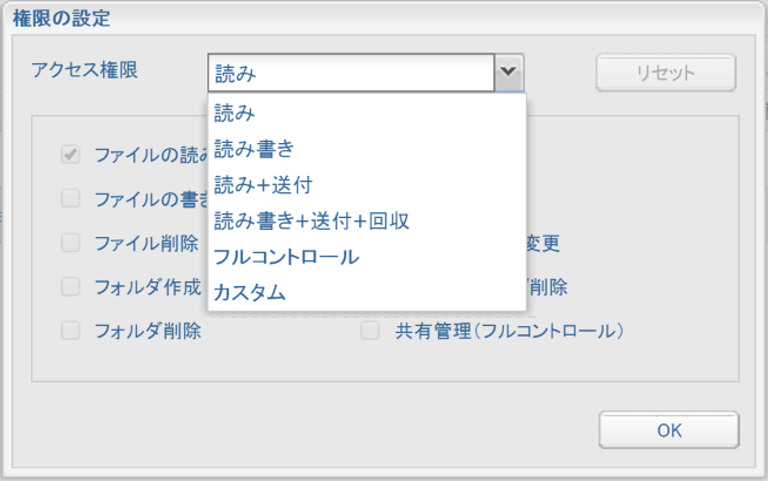 権限の設定
アクセス権限
読み
リセット
読み
読み書き
読み+送付
読み書き+送付+回収
フルコントロール
カスタム
ファイルの読み
ファイルの書き
ファイル削除
変更
フォルダ作成
削除
フォルダ削除
共有管理(フルコントロール)
OK